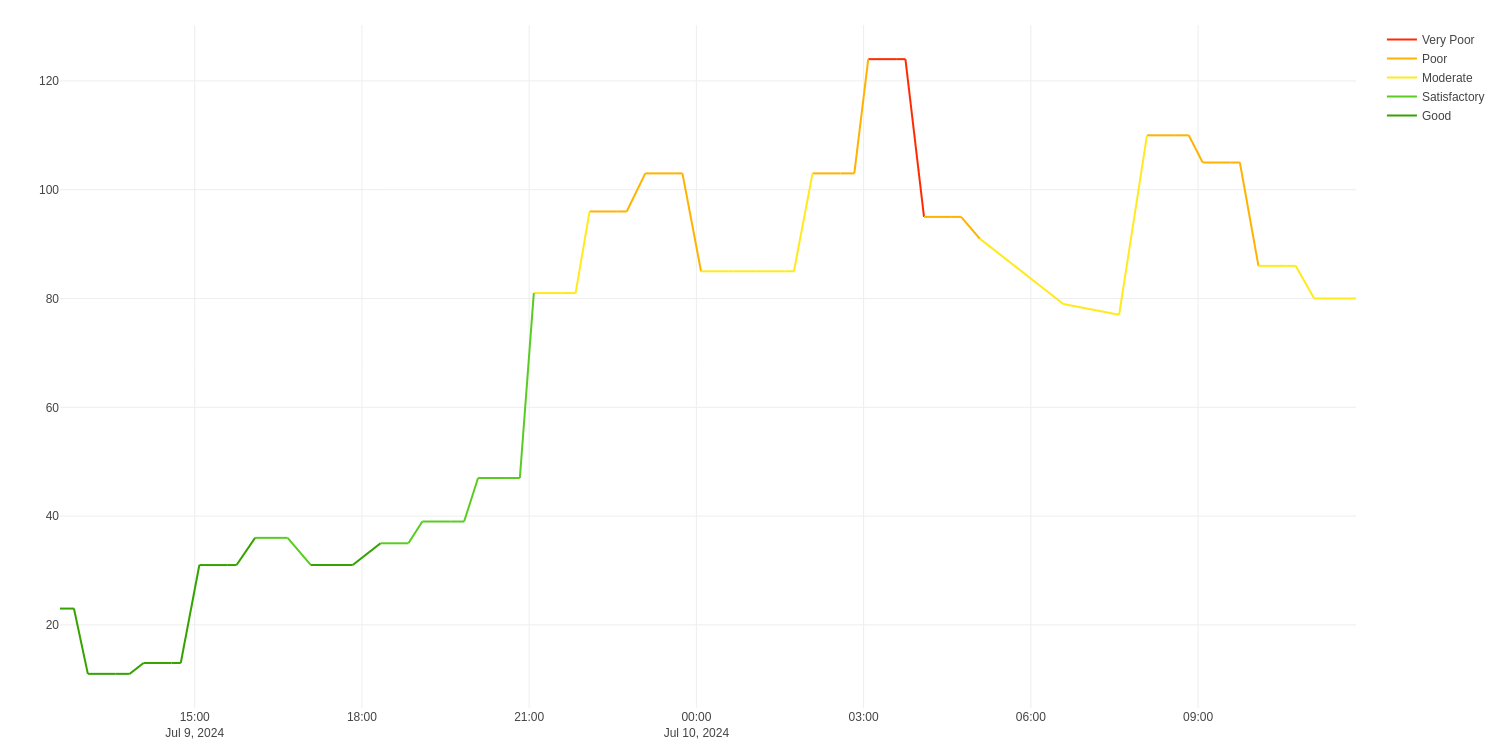 120
100
80
60
40
20
15:00
Jul 9, 2024
18:00
21:00
00:00
Jul 10, 2024
03:00
06:00
09:00
Very Poor
Poor
Moderate
Satisfactory
Good